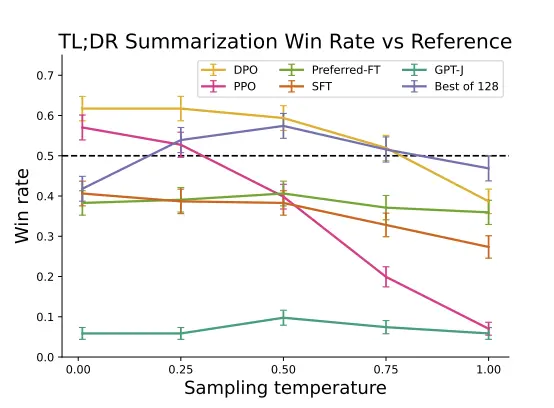 TL;DR Summarization Win Rate vs Reference
DPO Preferred-FT GPT-J
PPO SFT Best of 128
Win rate
0.7
0.6
0.5
0.4
0.3
0.2
0.1
0.0
0.00 0.25 0.50 0.75 1.00
Sampling temperature